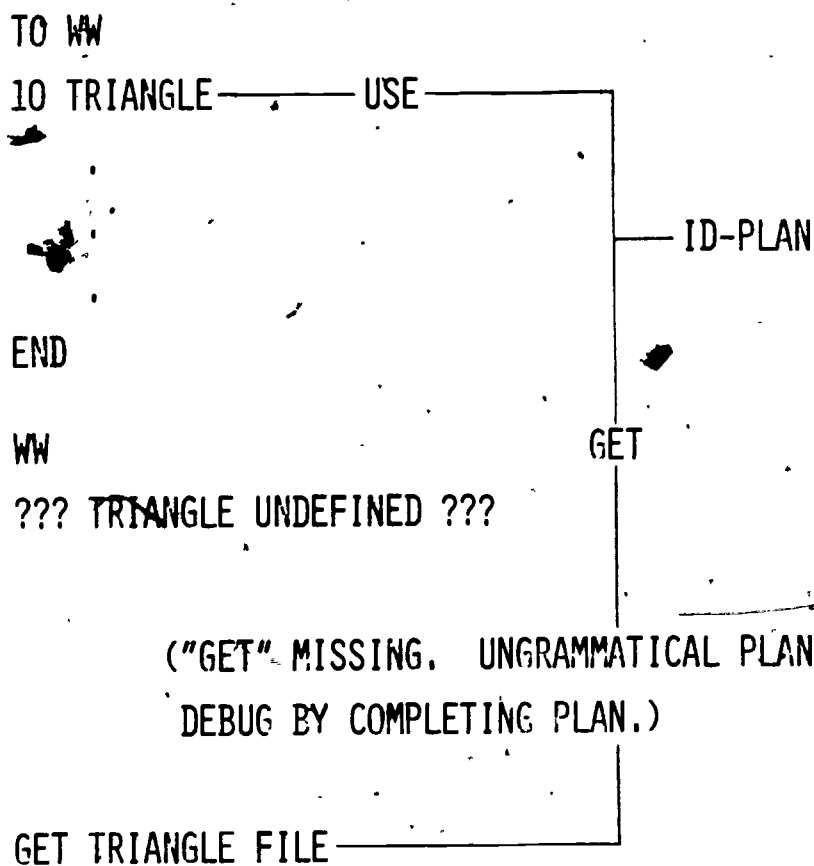 TO WW
10 TRIANGLE USE
ID-PLAN
END
WW GET
??? TRIANGLE UNDEFINED ???
("GET" MISSING. UNGRAMMATICAL PLAN
DEBUG BY COMPLETING PLAN.)
GET TRIANGLE FILE